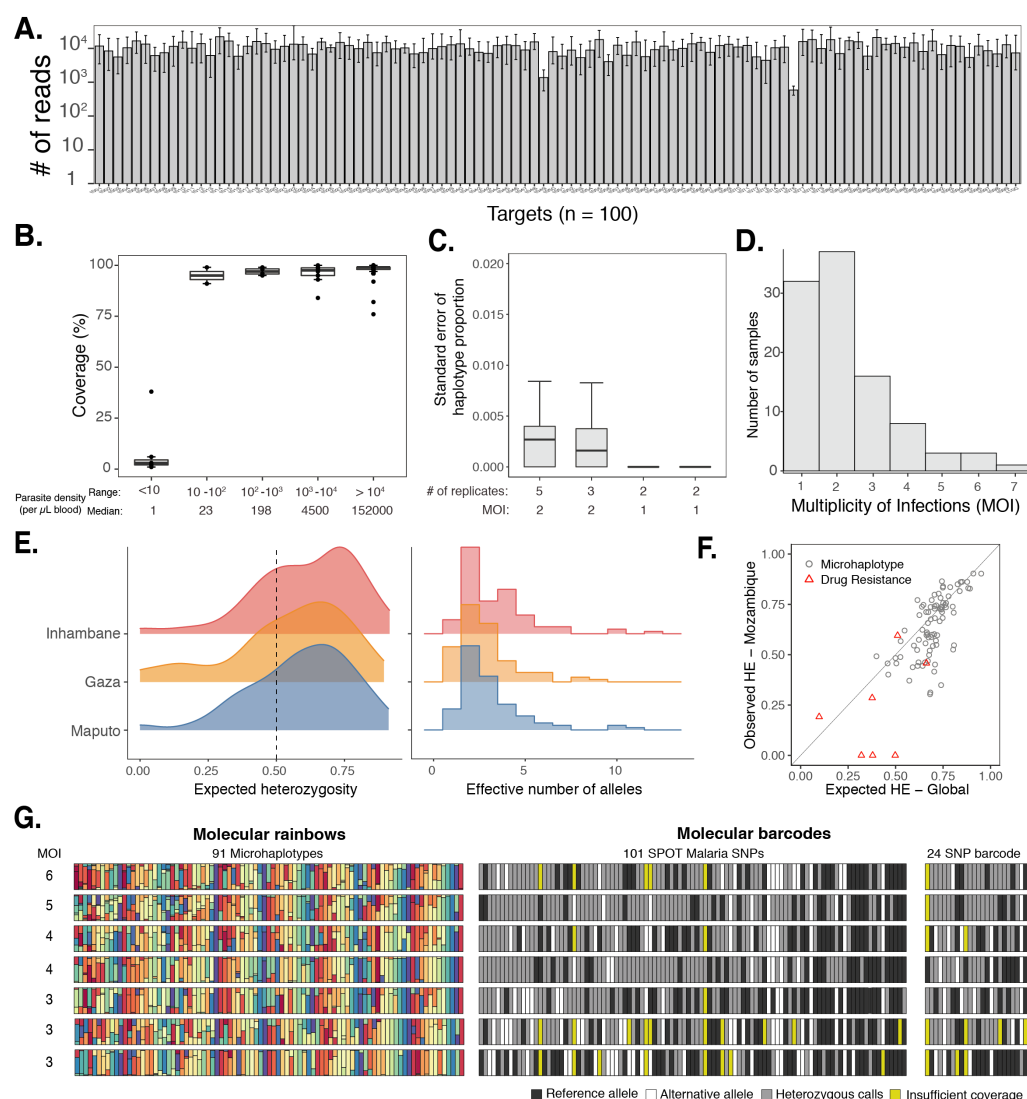 A.
# of reads
10⁴
10³
10²
10
1
Targets (n = 100)
B.
Coverage (%)
100
75
50
25
0
Parasite density
(per µL blood)
Range: <10 10 -10² 10²-10³ 10³-10⁴ > 10⁴
Median: 1 23 198 4500 152000
C.
Standard error of
haplotype proportion
0.020
0.015
0.010
0.005
0.000
# of replicates: 5 3 2 2
MOI: 2 2 1 1
D.
Number of samples
30
20
10
0
1 2 3 4 5 6 7
Multiplicity of Infections (MOI)
E.
Inhambane
Gaza
Maputo
0.00 0.25 0.50 0.75
Expected heterozygosity
0 5 10
Effective number of alleles
F.
Observed HE – Mozambique
1.00
0.75
0.50
0.25
0.00
Microhaplotype
Drug Resistance
0.00 0.25 0.50 0.75 1.00
Expected HE – Global
G.
Molecular rainbows
Molecular barcodes
MOI
91 Microhaplotypes
101 SPOT Malaria SNPs
24 SNP barcode
6
5
4
4
3
3
3
Reference allele Alternative allele Heterozygous calls Insufficient coverage